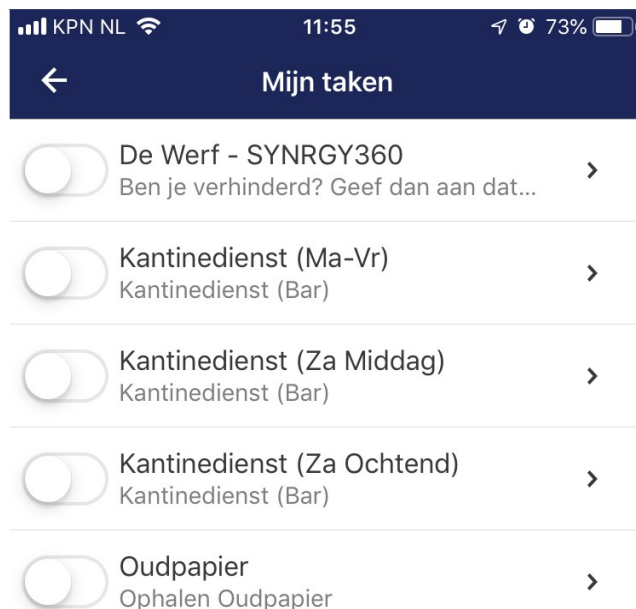 KPN NL 11:55 73%
Mijn taken
De Werf - SYNRGY360
Ben je verhinderd? Geef dan aan dat...
Kantinedienst (Ma-Vr)
Kantinedienst (Bar)
Kantinedienst (Za Middag)
Kantinedienst (Bar)
Kantinedienst (Za Ochtend)
Kantinedienst (Bar)
Oudpapier
Ophalen Oudpapier